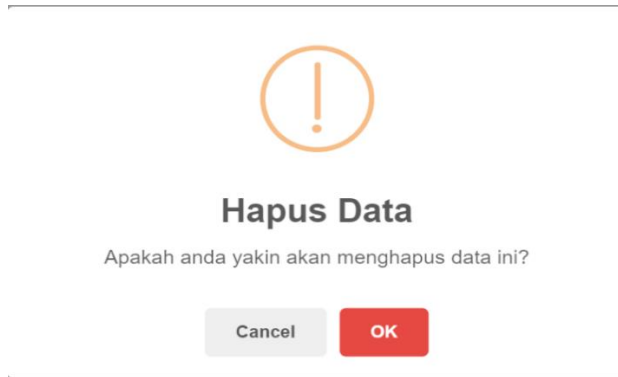 Hapus Data
Apakah anda yakin akan menghapus data ini?
Cancel OK